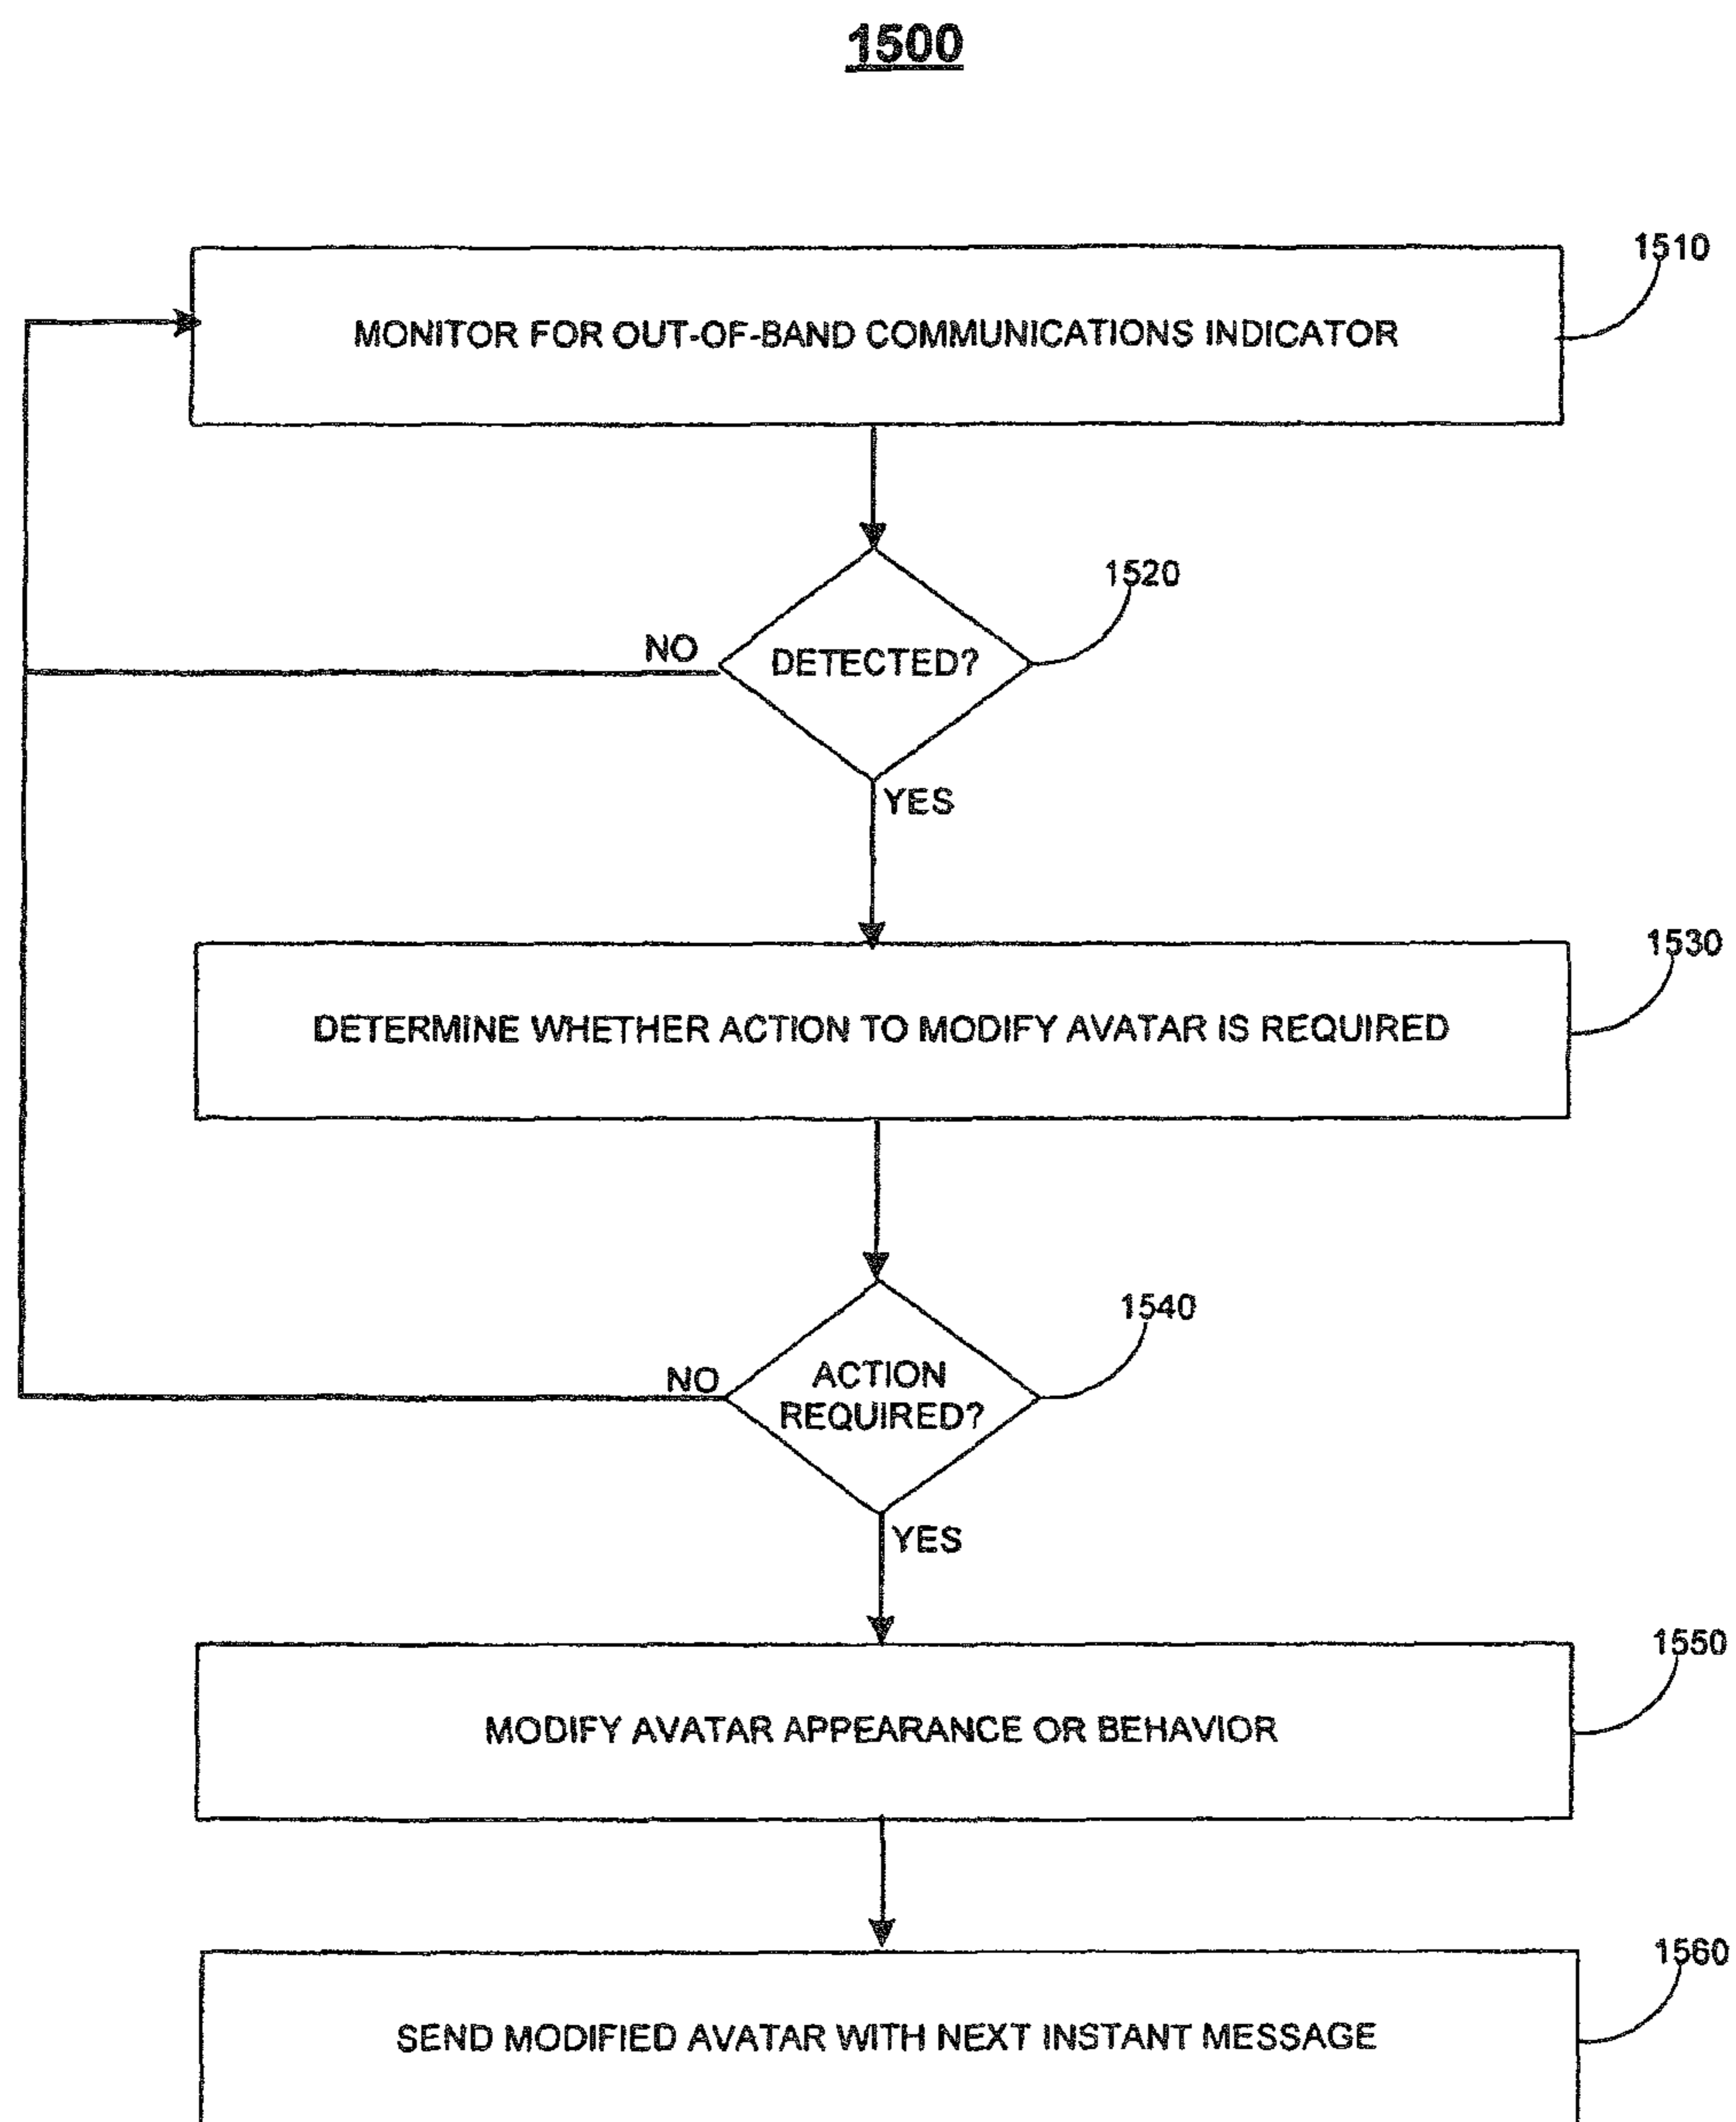 1500
1510
MONITOR FOR OUT-OF-BAND COMMUNICATIONS INDICATOR
1520
NO
DETECTED?
YES
1530
DETERMINE WHETHER ACTION TO MODIFY AVATAR IS REQUIRED
1540
NO
ACTION
REQUIRED?
YES
1550
MODIFY AVATAR APPEARANCE OR BEHAVIOR
1560
SEND MODIFIED AVATAR WITH NEXT INSTANT MESSAGE